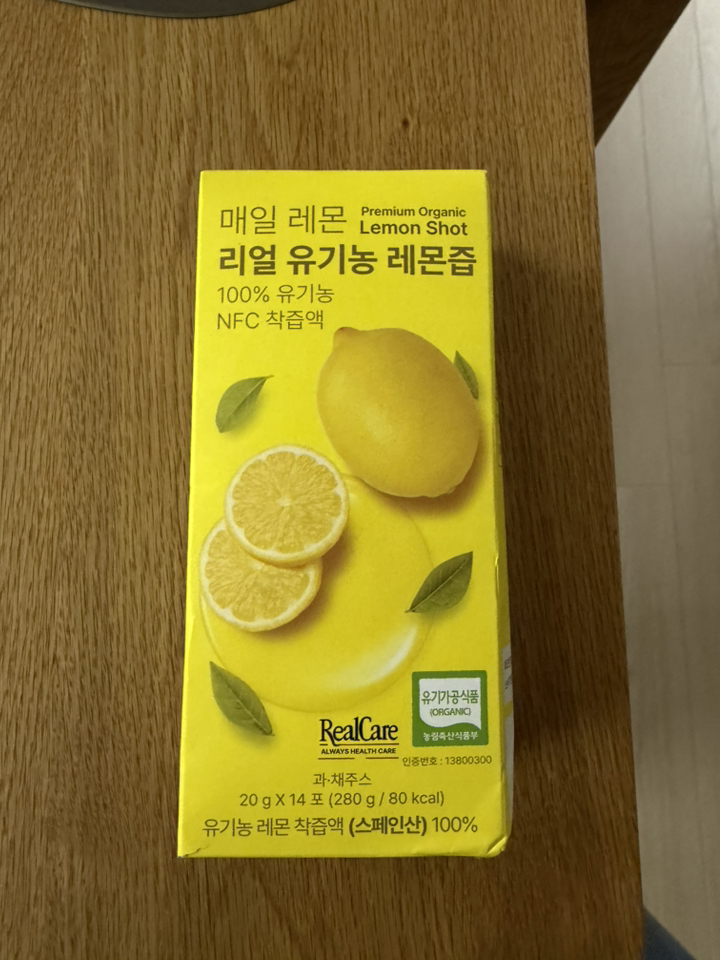 매일 레몬 Premium Organic
Lemon Shot
리얼 유기농 레몬즙
100% 유기농
NFC 착즙액
유기가공식품
(ORGANIC)
농림축산식품부
RealCare
ALWAYS HEALTH CARE
인증번호 : 13800300
과·채주스
20 g X 14 포 (280 g / 80 kcal)
유기농 레몬 착즙액 (스페인산) 100%